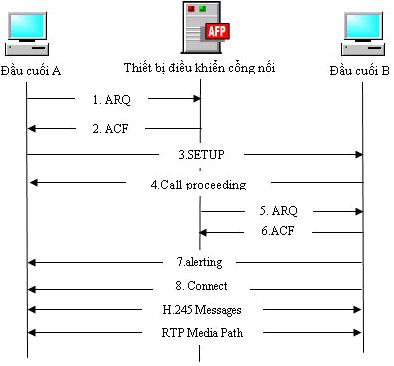 AFP
Đầu cuối A
Thiết bị điều khiển cổng nối
Đầu cuối B
1. ARQ
2. ACF
3.SETUP
4.Call proceeding
5. ARQ
6.ACF
7.alerting
8. Connect
H.245 Messages
RTP Media Path